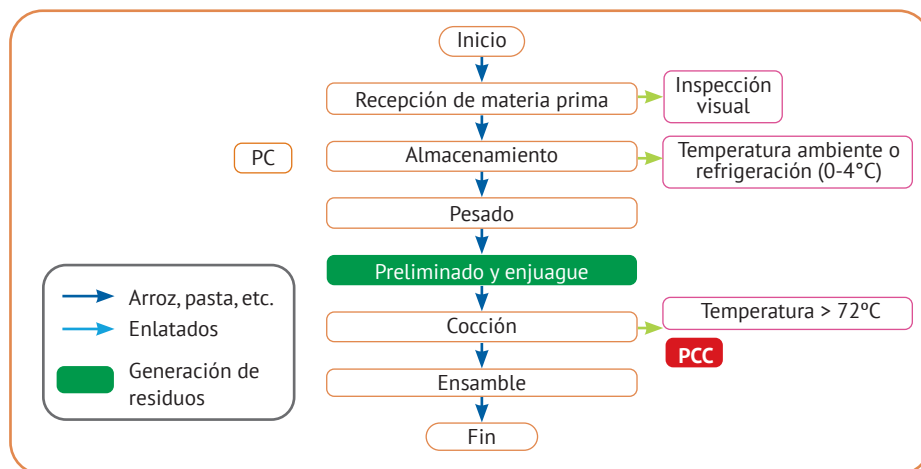 Inicio
Recepción de materia prima
Inspección
visual
PC
Almacenamiento
Temperatura ambiente o
refrigeración (0-4°C)
Pesado
Preliminado y enjuague
Arroz, pasta, etc.
Enlatados
Generación de
residuos
Cocción
Temperatura > 72ºC
PCC
Ensamble
Fin